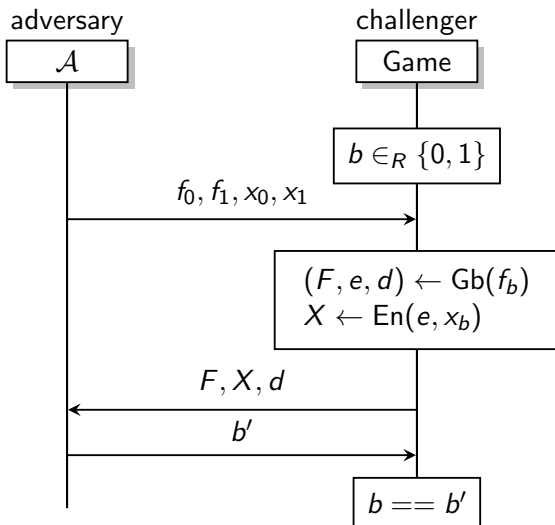 adversary challenger
𝒜 Game
b ∈_R {0, 1}
f_0, f_1, x_0, x_1
(F, e, d) ← Gb(f_b)
X ← En(e, x_b)
F, X, d
b′
b == b′